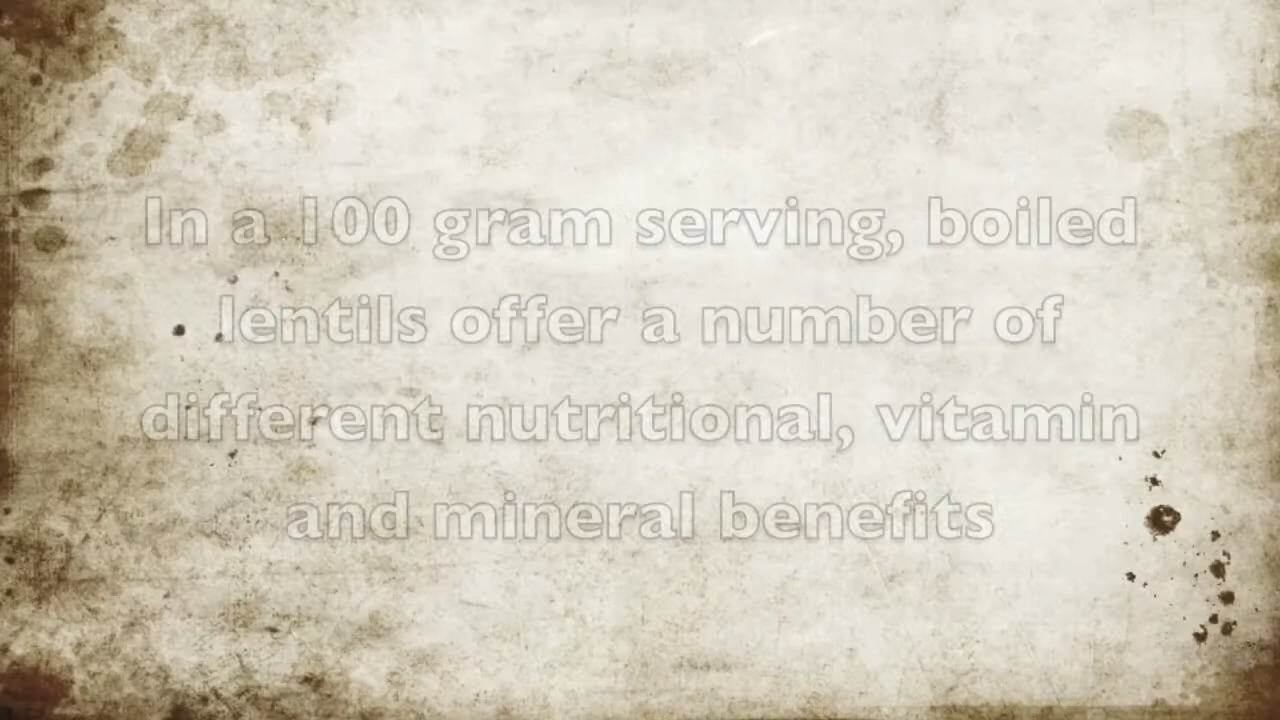 In a 100 gram serving, boiled
lentils offer a number of
different nutritional, vitamin
and mineral benefits